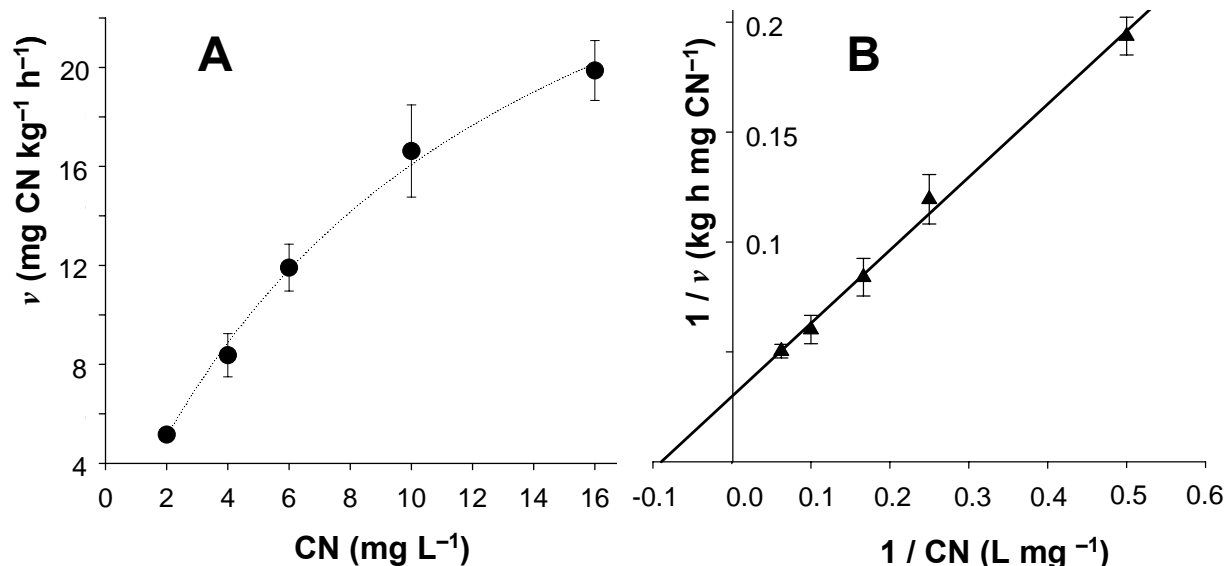 A
ν (mg CN kg⁻¹ h⁻¹)
20
16
12
8
4
0 2 4 6 8 10 12 14 16
CN (mg L⁻¹)
B
1 / ν (kg h mg CN⁻¹)
0.2
0.15
0.1
-0.1 0.0 0.1 0.2 0.3 0.4 0.5 0.6
1 / CN (L mg ⁻¹)